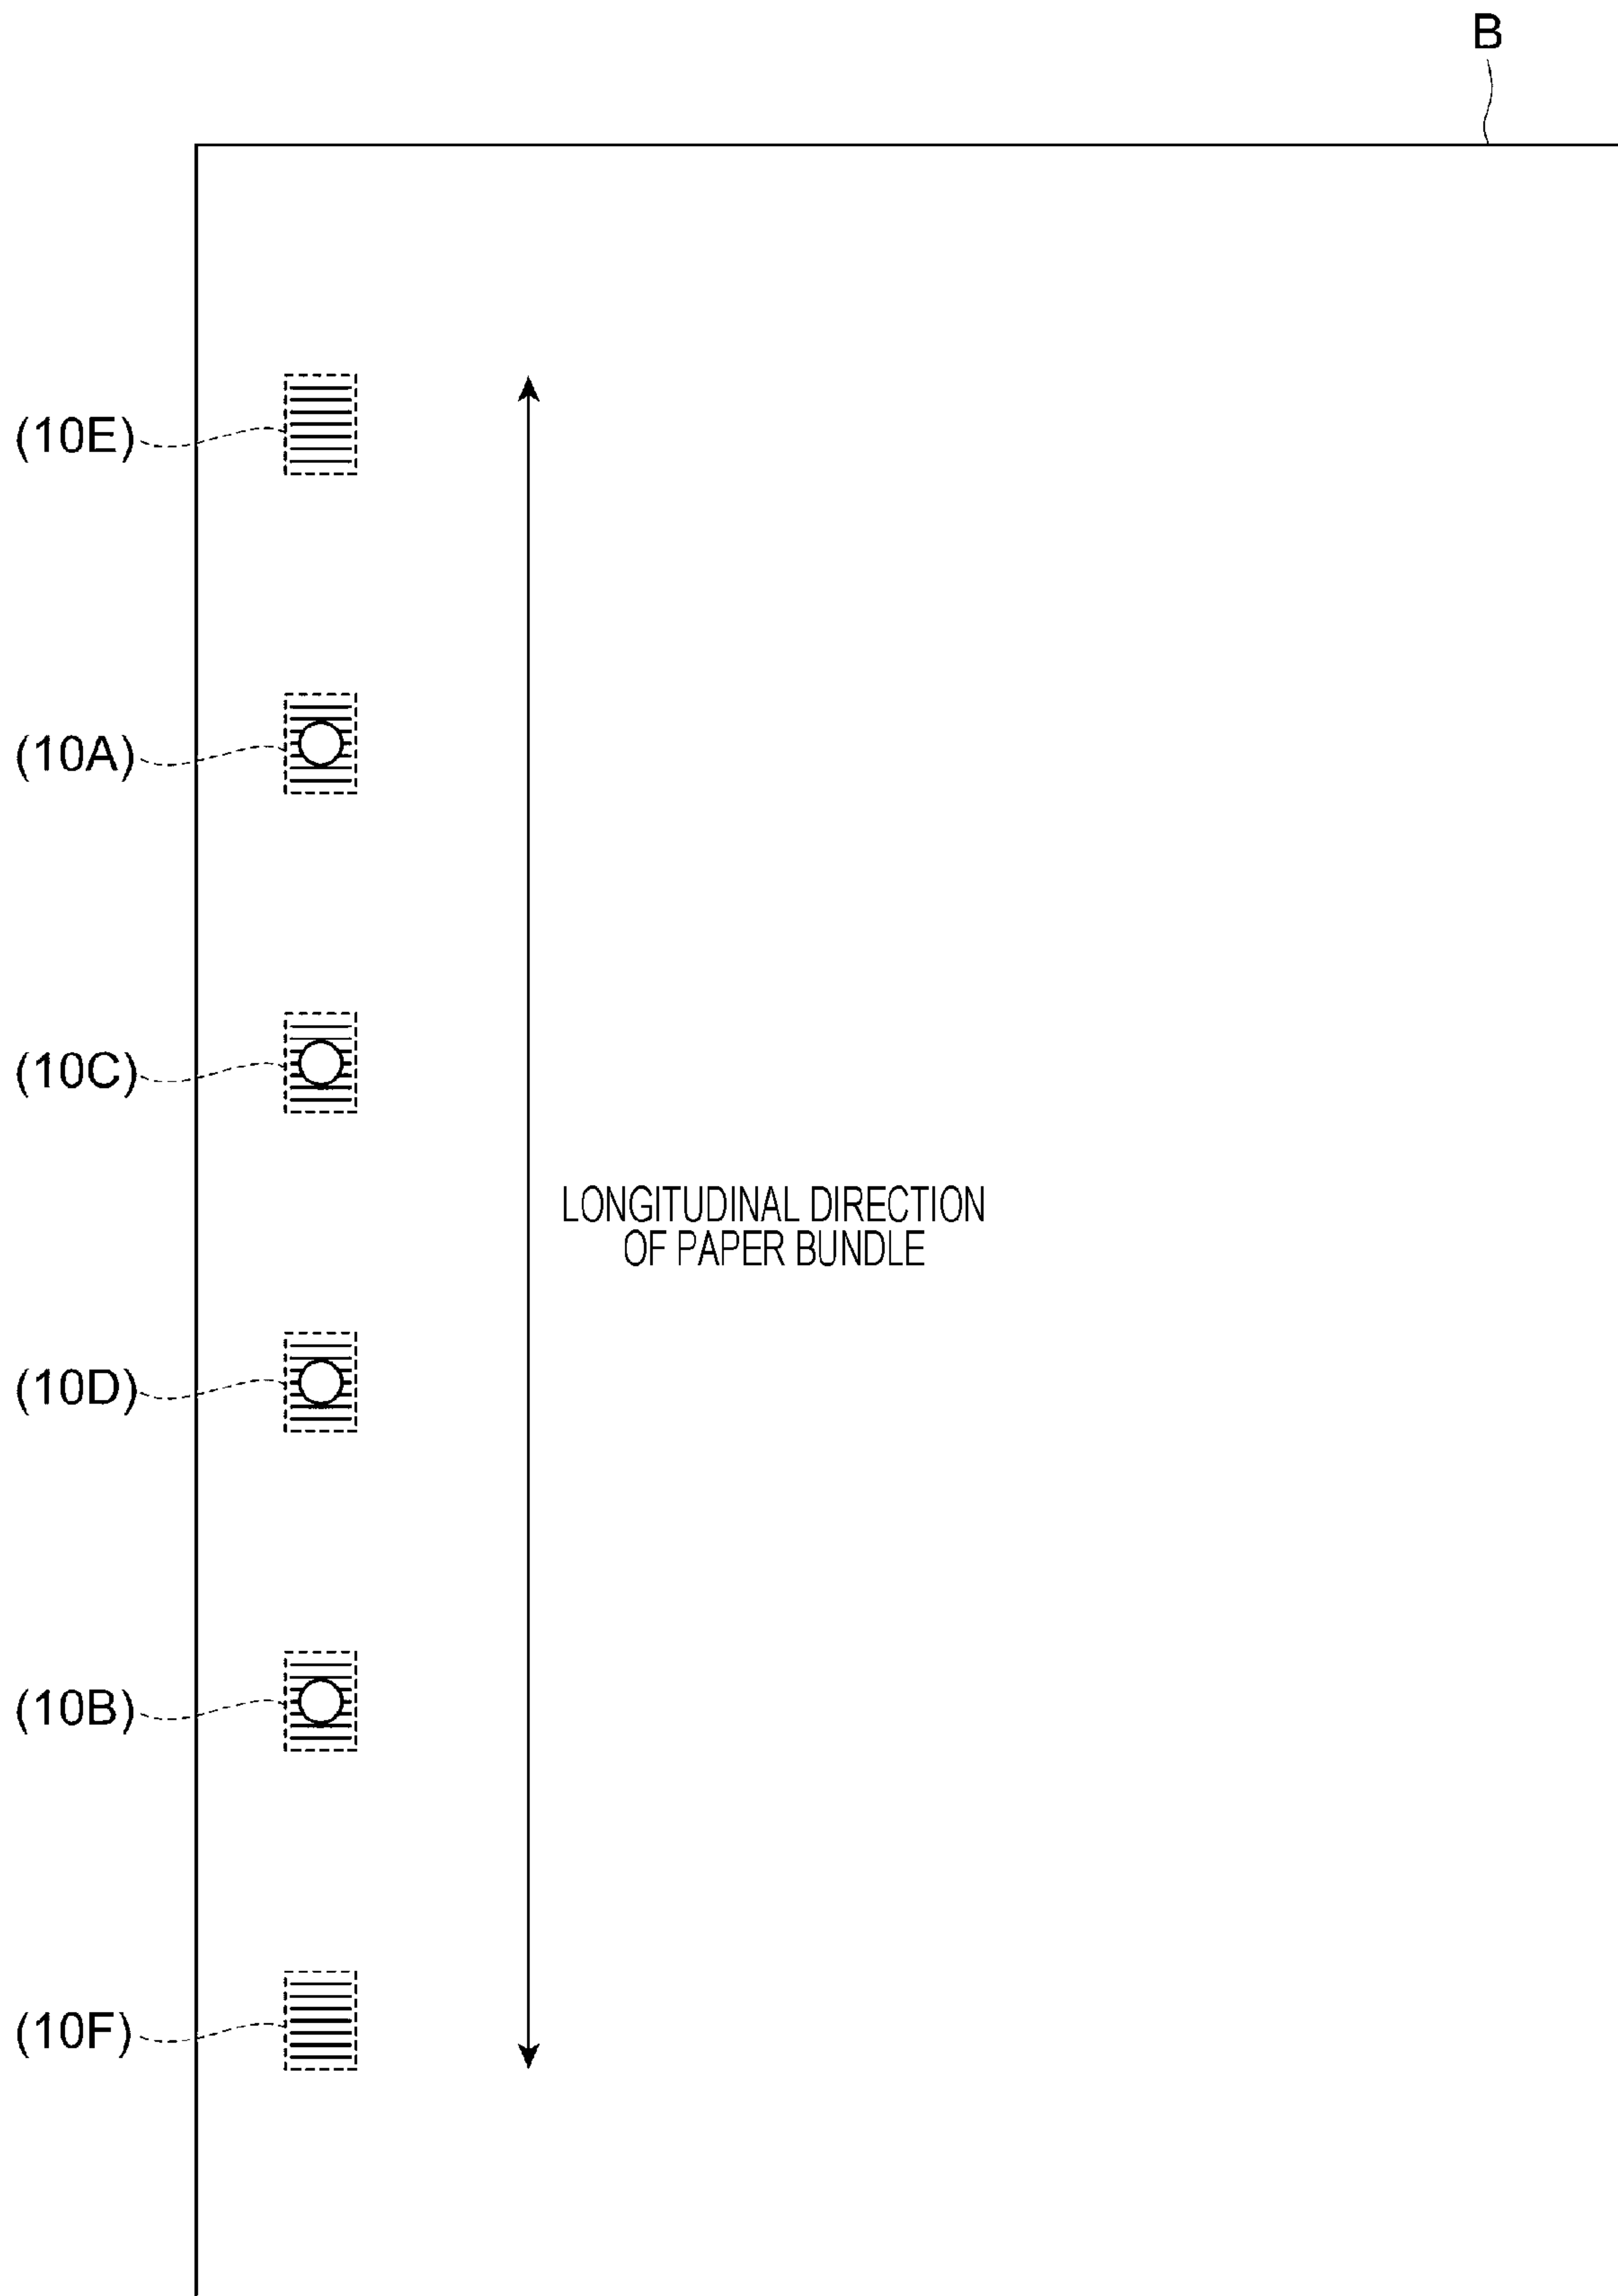 B
(10E)
(10A)
(10C)
LONGITUDINAL DIRECTION
OF PAPER BUNDLE
(10D)
(10B)
(10F)